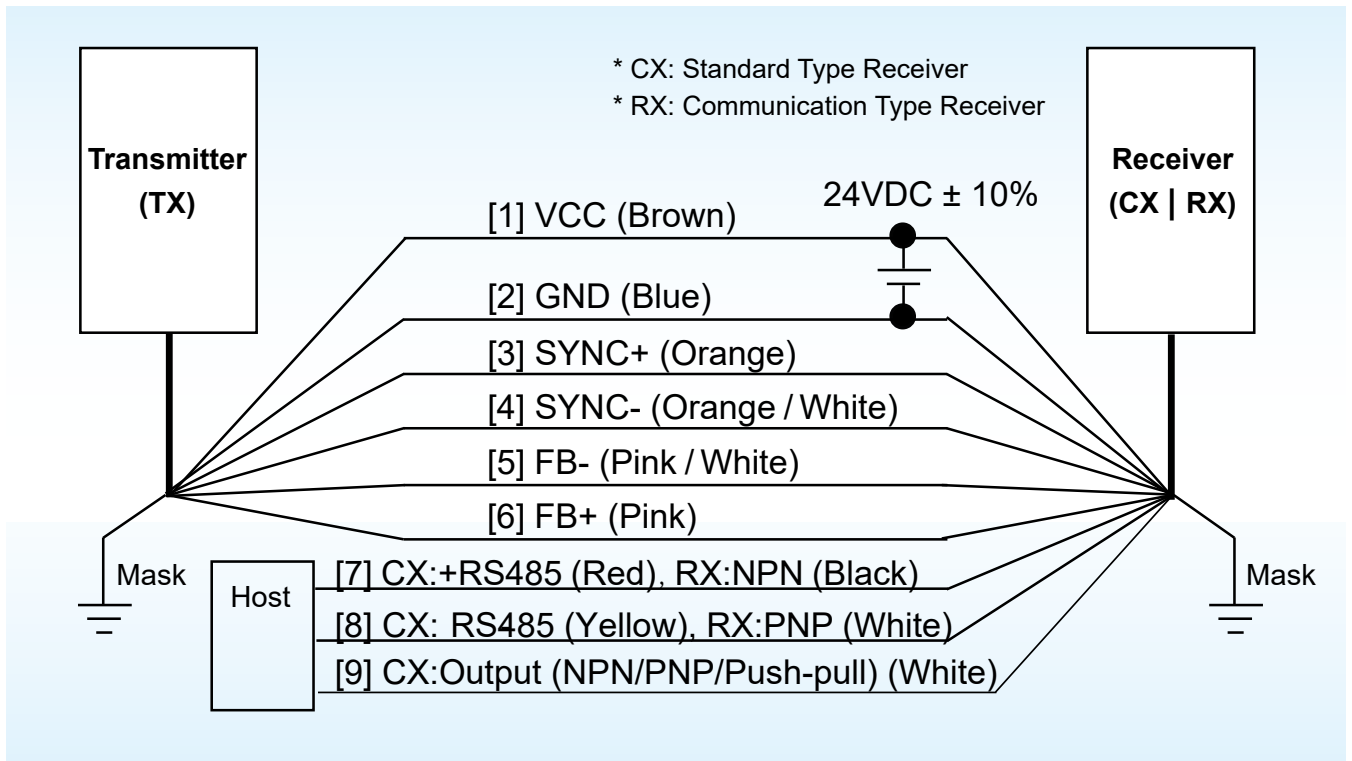 * CX: Standard Type Receiver
* RX: Communication Type Receiver
Transmitter
(TX)
Receiver
(CX | RX)
24VDC ± 10%
[1] VCC (Brown)
[2] GND (Blue)
[3] SYNC+ (Orange)
[4] SYNC- (Orange / White)
[5] FB- (Pink / White)
[6] FB+ (Pink)
Mask
Host
[7] CX:+RS485 (Red), RX:NPN (Black)
Mask
[8] CX: RS485 (Yellow), RX:PNP (White)
[9] CX:Output (NPN/PNP/Push-pull) (White)